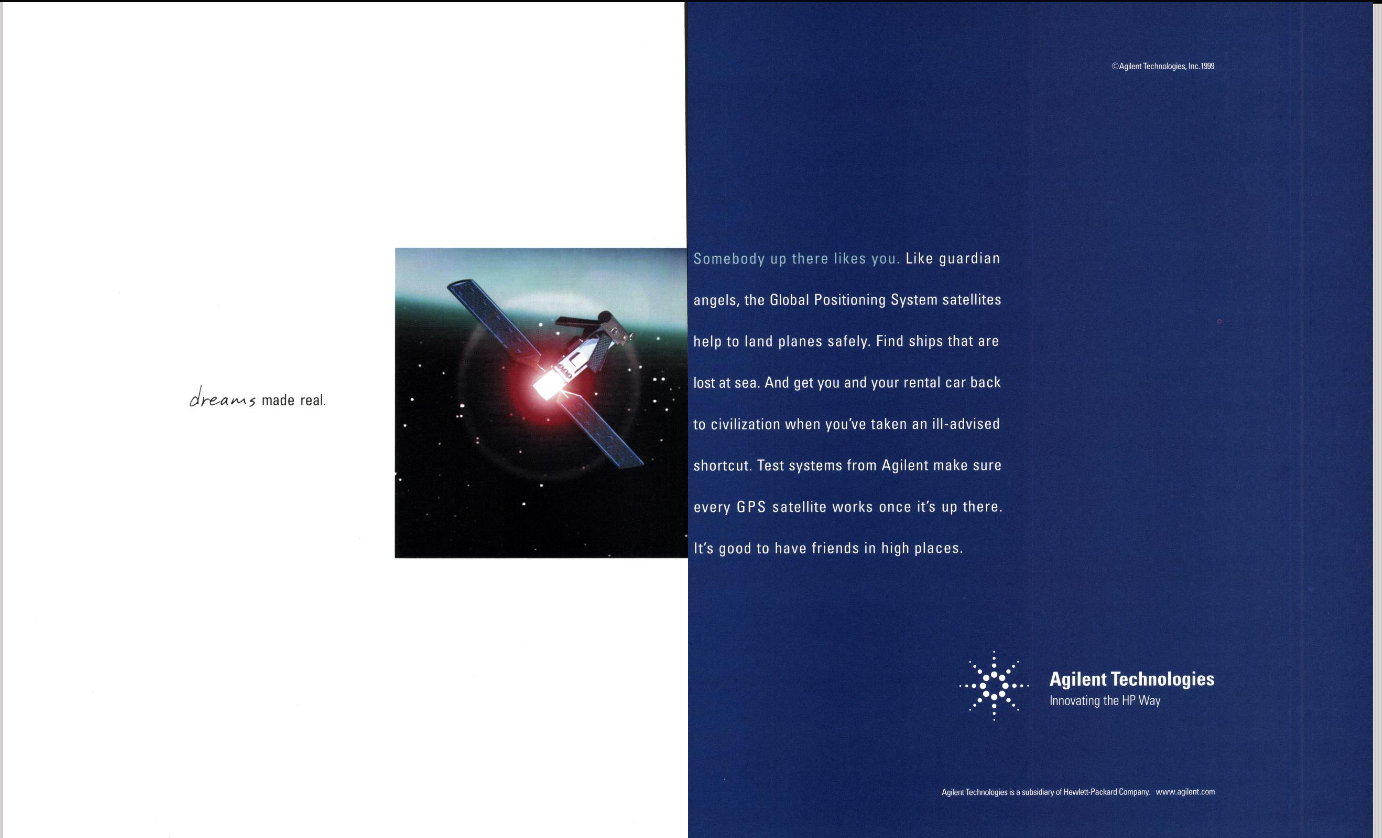 dreams made real.
©Agilent Technologies, Inc. 1999
Somebody up there likes you. Like guardian
angels, the Global Positioning System satellites
help to land planes safely. Find ships that are
lost at sea. And get you and your rental car back
to civilization when you've taken an ill-advised
shortcut. Test systems from Agilent make sure
every GPS satellite works once it's up there.
It's good to have friends in high places.
Agilent Technologies
Innovating the HP Way
Agilent Technologies is a subsidiary of Hewlett-Packard Company. www.agilent.com